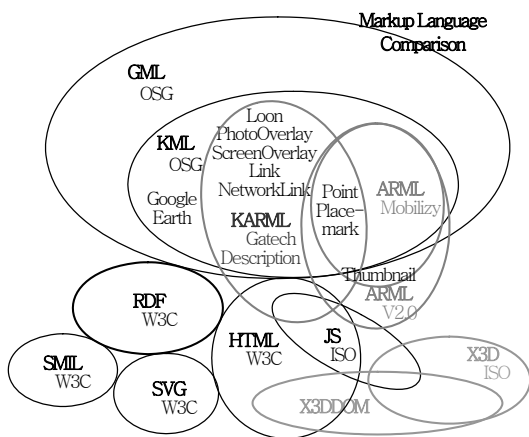 Markup Language
Comparison
GML
OSG
KML
OSG
Google
Earth
Loon
PhotoOverlay
ScreenOverlay
Link
NetworkLink
KARML
Gatech
Description
Point
Place-
mark
ARML
Mobilizy
Thumbnail
ARML
V2.0
RDF
W3C
HTML
W3C
JS
ISO
SMIL
W3C
SVG
W3C
X3D
ISO
X3DDOM